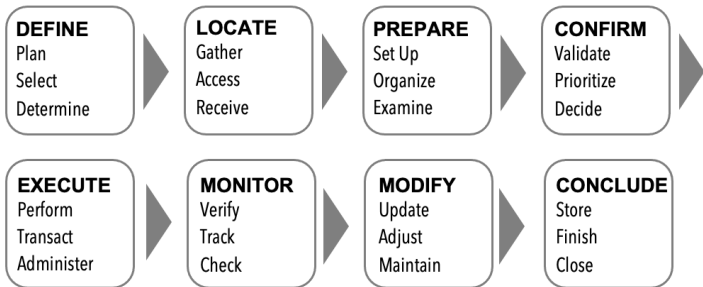 DEFINE
Plan
Select
Determine
LOCATE
Gather
Access
Receive
PREPARE
Set Up
Organize
Examine
CONFIRM
Validate
Prioritize
Decide
EXECUTE
Perform
Transact
Administer
MONITOR
Verify
Track
Check
MODIFY
Update
Adjust
Maintain
CONCLUDE
Store
Finish
Close